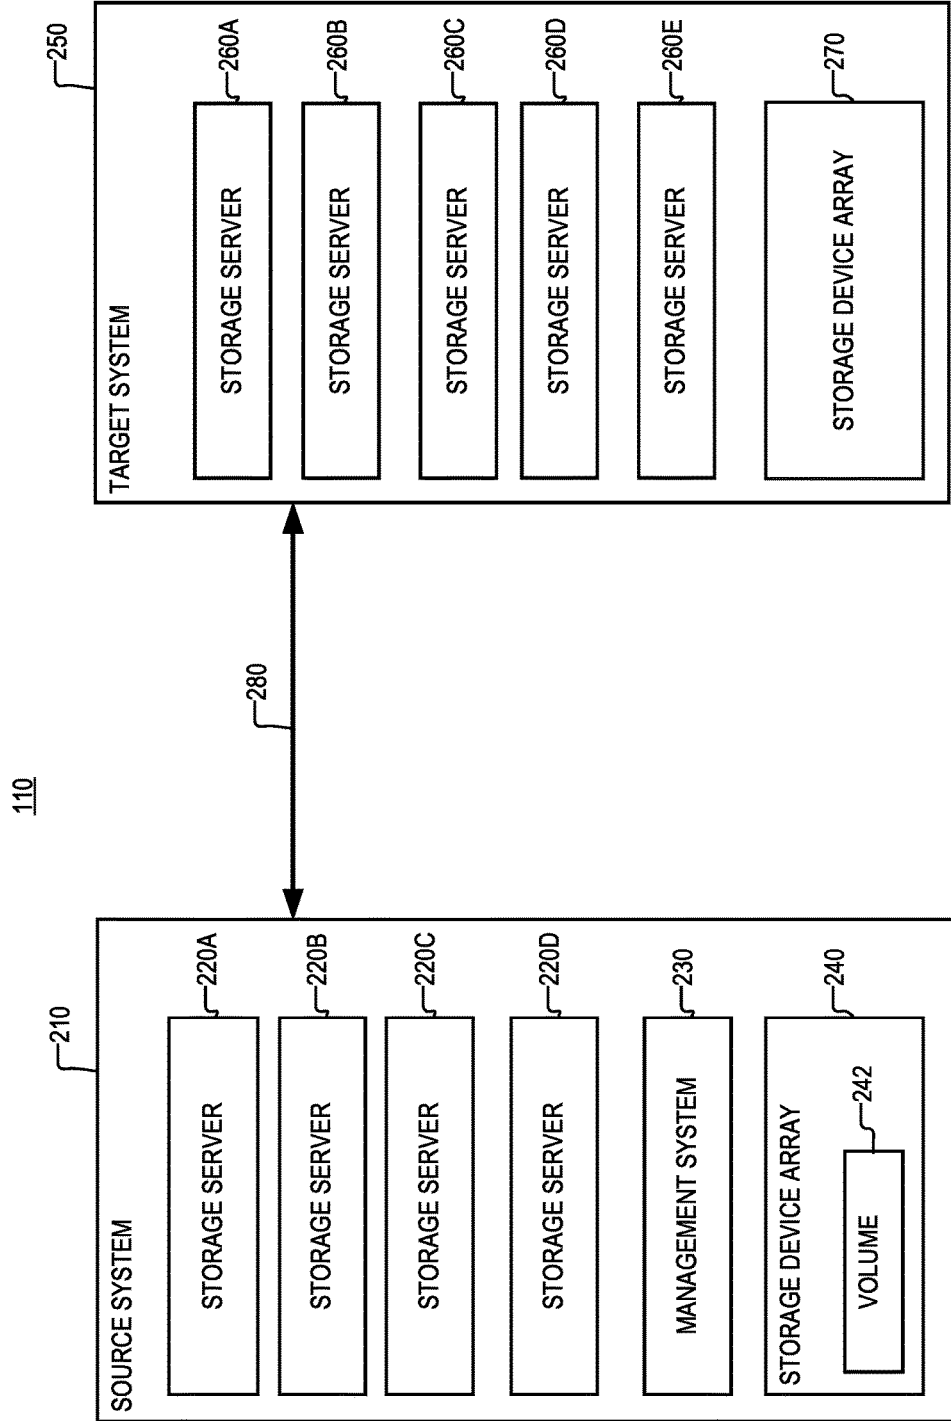 110
210
SOURCE SYSTEM
STORAGE SERVER
220A
STORAGE SERVER
220B
STORAGE SERVER
220C
STORAGE SERVER
220D
MANAGEMENT SYSTEM
230
STORAGE DEVICE ARRAY
240
VOLUME
242
280
250
TARGET SYSTEM
STORAGE SERVER
260A
STORAGE SERVER
260B
STORAGE SERVER
260C
STORAGE SERVER
260D
STORAGE SERVER
260E
STORAGE DEVICE ARRAY
270